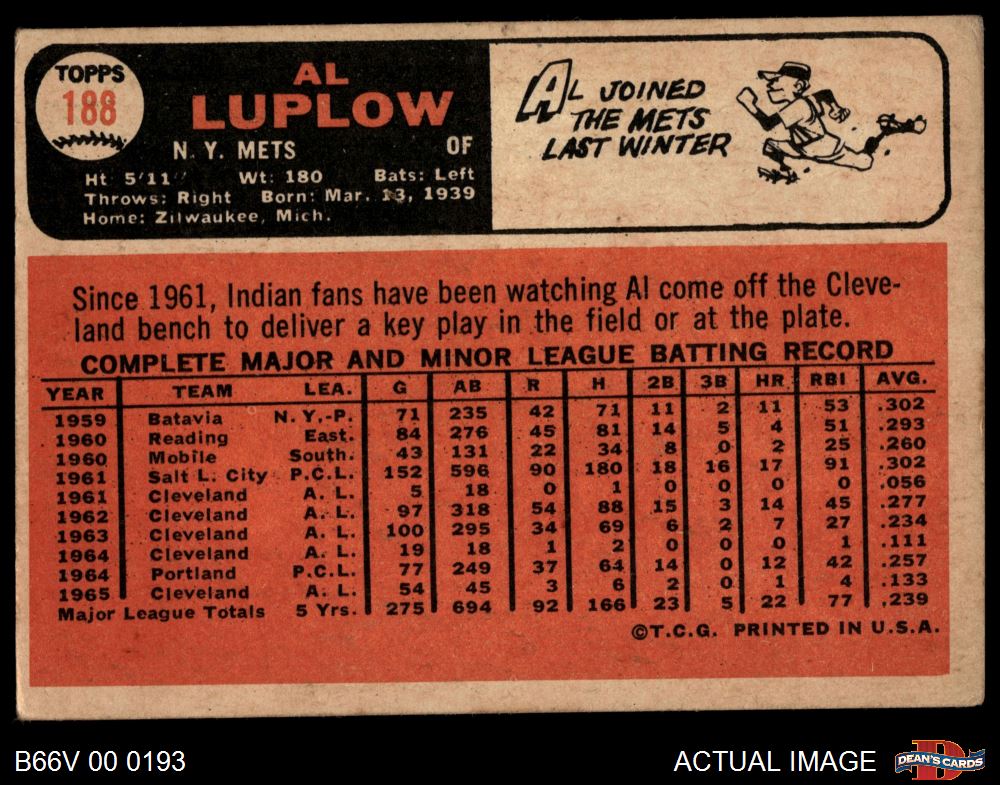 TOPPS
188
AL
LUPLOW
N. Y. METS OF
Ht 5'11" Wt: 180 Bats: Left
Throws: Right Born: Mar. 13, 1939
Home: Zilwaukee, Mich.
AL JOINED
THE METS
LAST WINTER
Since 1961, Indian fans have been watching Al come off the Cleve-
land bench to deliver a key play in the field or at the plate.
COMPLETE MAJOR AND MINOR LEAGUE BATTING RECORD
YEAR TEAM LEA. G AB R H 2B 3B HR RBI AVG.
1959 Batavia N.Y.-P. 71 235 42 71 11 2 11 53 .302
1960 Reading East. 84 276 45 81 14 5 4 51 .293
1960 Mobile South. 43 131 22 34 8 0 2 25 .260
1961 Salt L. City P.C.L. 152 596 90 180 18 16 17 91 .302
1961 Cleveland A. L. 5 18 0 1 0 0 0 0 .056
1962 Cleveland A. L. 97 318 54 88 15 3 14 45 .277
1963 Cleveland A. L. 100 295 34 69 6 2 7 27 .234
1964 Cleveland A. L. 19 18 1 2 0 0 0 1 .111
1964 Portland P.C.L. 77 249 37 64 14 0 12 42 .257
1965 Cleveland A. L. 54 45 3 6 2 0 1 4 .133
Major League Totals 5 Yrs. 275 694 92 166 23 5 22 77 .239
©T.C.G. PRINTED IN U.S.A.
B66V 00 0193
ACTUAL IMAGE
DEAN'S CARDS